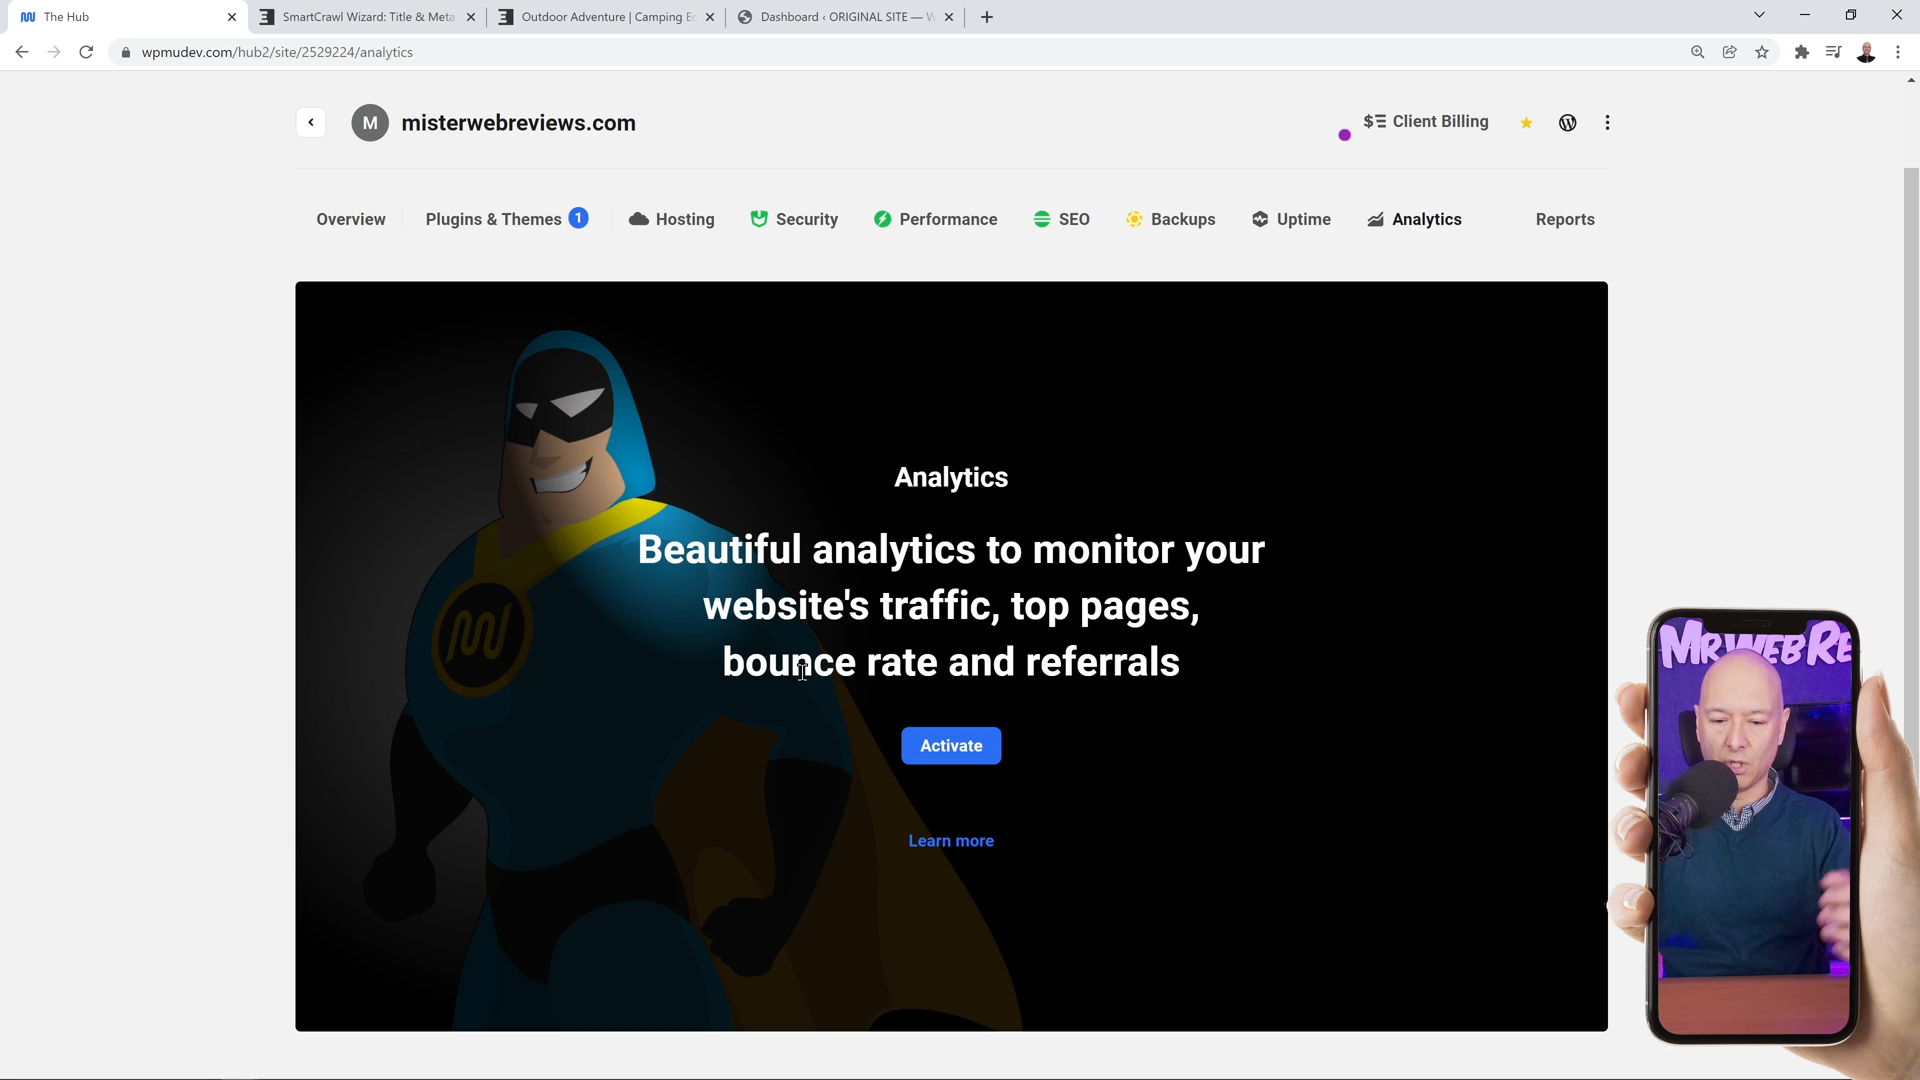 The Hub
SmartCrawl Wizard: Title & Meta
Outdoor Adventure | Camping Ec
Dashboard ‹ ORIGINAL SITE — W
wpmudev.com/hub2/site/2529224/analytics
M
misterwebreviews.com
Client Billing
Overview
Plugins & Themes 1
Hosting
Security
Performance
SEO
Backups
Uptime
Analytics
Reports
Analytics
Beautiful analytics to monitor your
website's traffic, top pages,
bounce rate and referrals
Activate
Learn more
MRWEBRE